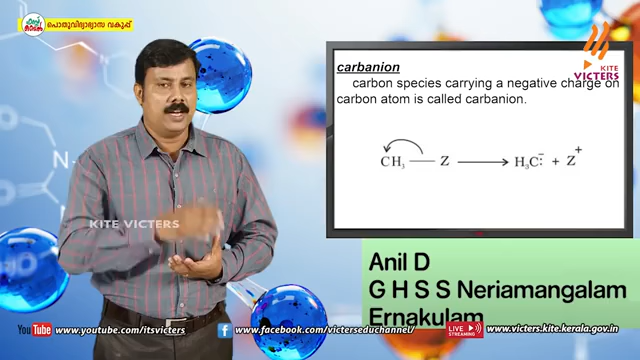 പൊതുവിദ്യാഭ്യാസ വകുപ്പ്
KITE
VICTERS
carbanion
carbon species carrying a negative charge on
carbon atom is called carbanion.
CH₃ — Z ⟶ H₃C:⁻ + Z⁺
KITE VICTERS
Anil D
G H S S Neriamangalam
Ernakulam
YouTube www.youtube.com/itsvicters
f www.facebook.com/victerseduchannel/
LIVE STREAMING www.victers.kite.kerala.gov.in